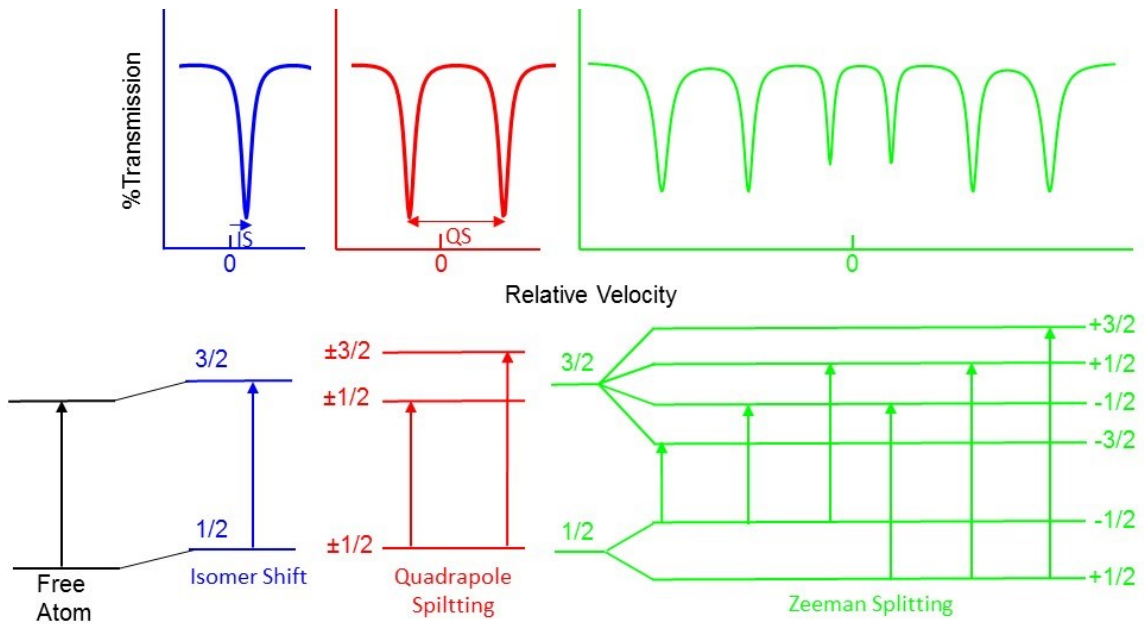 %Transmission
IS
0
QS
0
0
Relative Velocity
3/2
1/2
Free
Atom
Isomer Shift
±3/2
±1/2
±1/2
Quadrapole
Spiltting
3/2
1/2
+3/2
+1/2
-1/2
-3/2
-1/2
+1/2
Zeeman Splitting